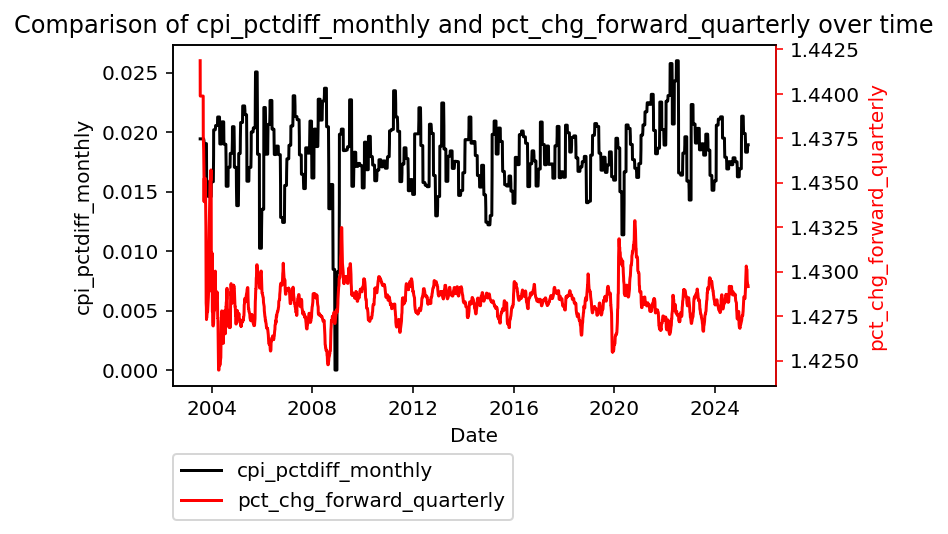 Comparison of cpi_pctdiff_monthly and pct_chg_forward_quarterly over time
cpi_pctdiff_monthly
0.025
0.020
0.015
0.010
0.005
0.000
1.4425
1.4400
1.4375
1.4350
1.4325
1.4300
1.4275
1.4250
pct_chg_forward_quarterly
2004 2008 2012 2016 2020 2024
Date
cpi_pctdiff_monthly
pct_chg_forward_quarterly